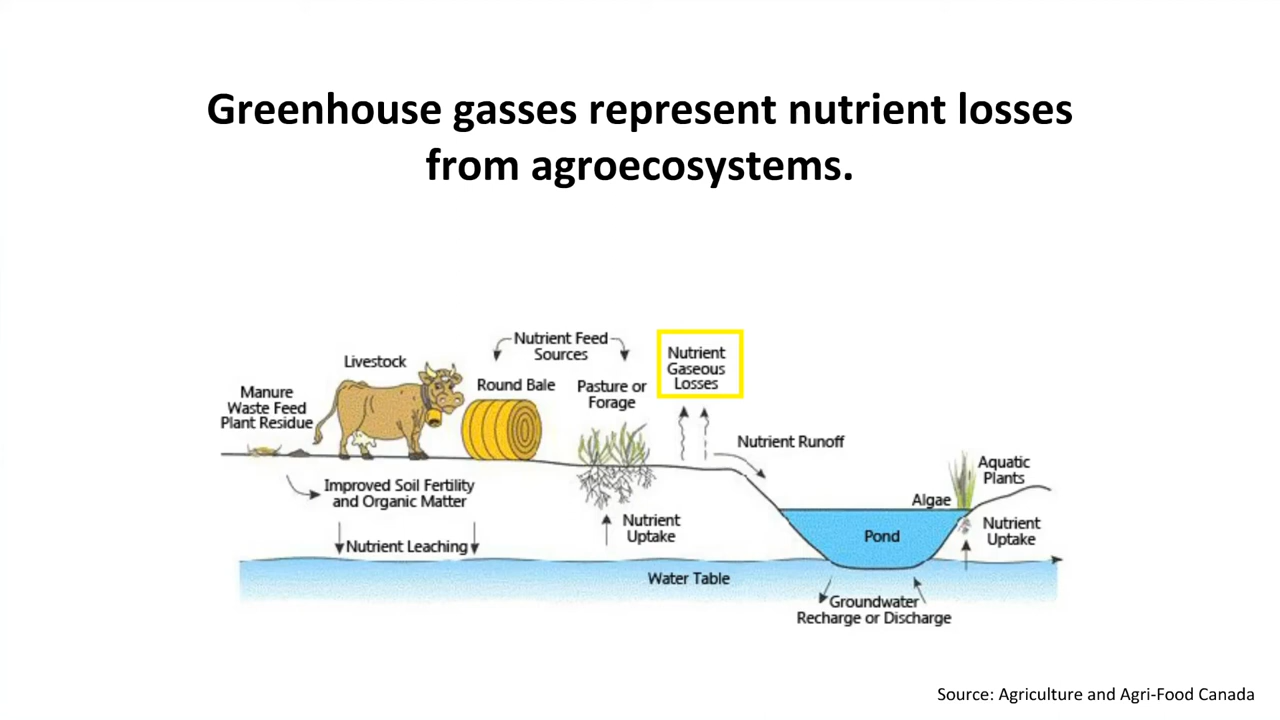 Greenhouse gasses represent nutrient losses
from agroecosystems.
Nutrient Feed
Sources
Nutrient
Gaseous
Losses
Livestock
Round Bale
Pasture or
Forage
Manure
Waste Feed
Plant Residue
Nutrient Runoff
Aquatic
Plants
Improved Soil Fertility
and Organic Matter
Algae
Nutrient
Uptake
Nutrient
Uptake
Pond
Nutrient Leaching
Water Table
Groundwater
Recharge or Discharge
Source: Agriculture and Agri-Food Canada